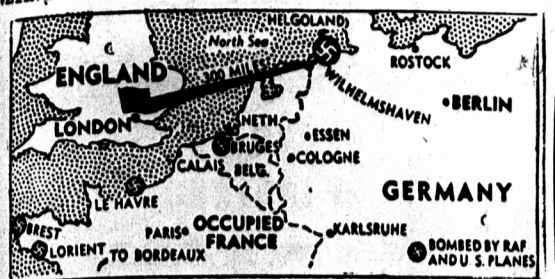 HELGOLAND
North Sea
ENGLAND
300 MILES
ROSTOCK
WILHELMSHAVEN
BERLIN
LONDON
NETH
ESSEN
BRUGES
COLOGNE
CALAIS
BELG.
GERMANY
LE HAVRE
OCCUPIED
FRANCE
PARIS
KARLSRUHE
BREST
LORIENT
TO BORDEAUX
BOMBED BY RAF
AND U. S. PLANES